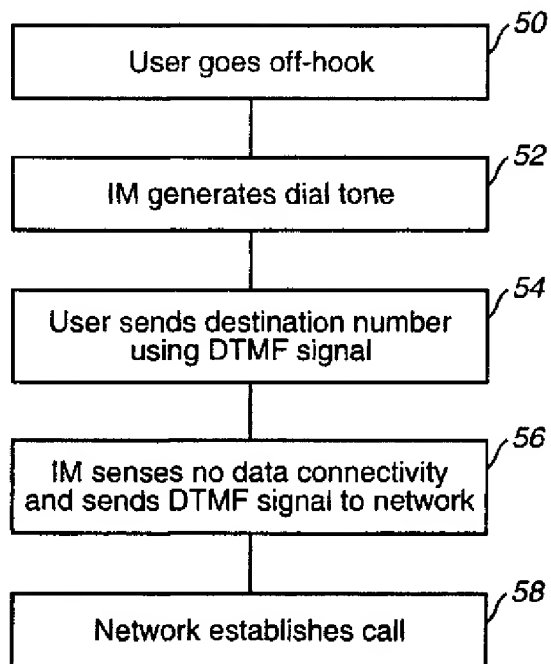 50
User goes off-hook
52
IM generates dial tone
54
User sends destination number
using DTMF signal
56
IM senses no data connectivity
and sends DTMF signal to network
58
Network establishes call